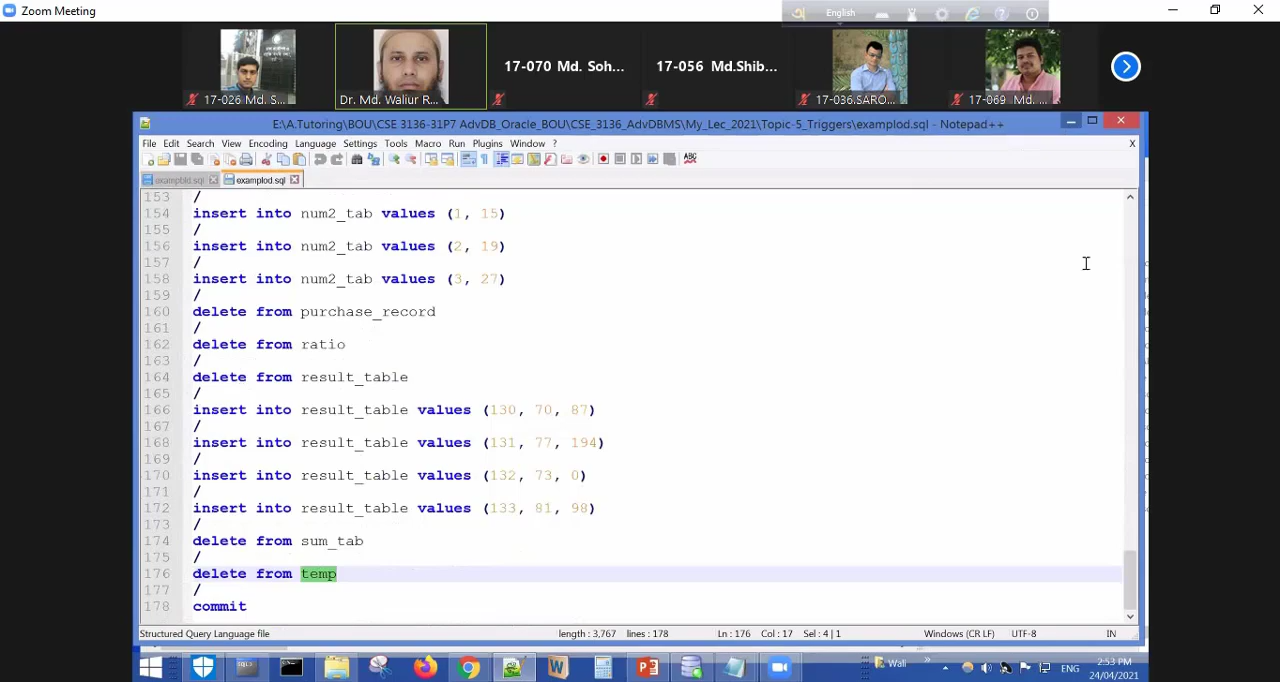 Zoom Meeting
English
17-070 Md. Soh...
17-056 Md.Shib...
17-026 Md. S...
Dr. Md. Waliur R...
17-036.SARO...
17-069 Md. ...
E:\A.Tutoring\BOU\CSE 3136-31P7 AdvDB_Oracle_BOU\CSE_3136_AdvDBMS\My_Lec_2021\Topic-5_Triggers\examplod.sql - Notepad++
File Edit Search View Encoding Language Settings Tools Macro Run Plugins Window ?
X
exampbld.sql examplod.sql
153 /
154 insert into num2_tab values (1, 15)
155 /
156 insert into num2_tab values (2, 19)
157 /
158 insert into num2_tab values (3, 27)
159 /
160 delete from purchase_record
161 /
162 delete from ratio
163 /
164 delete from result_table
165 /
166 insert into result_table values (130, 70, 87)
167 /
168 insert into result_table values (131, 77, 194)
169 /
170 insert into result_table values (132, 73, 0)
171 /
172 insert into result_table values (133, 81, 98)
173 /
174 delete from sum_tab
175 /
176 delete from temp
177 /
178 commit
Structured Query Language file length : 3,767 lines : 178 Ln : 176 Col : 17 Sel : 4 | 1 Windows (CR LF) UTF-8 IN
Wali
ENG
2:53 PM
24/04/2021